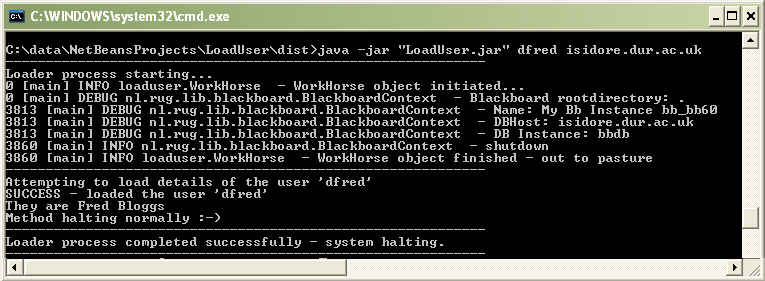 C:\WINDOWS\system32\cmd.exe
C:\data\NetBeansProjects\LoadUser\dist>java -jar "LoadUser.jar" dfred isidore.dur.ac.uk
------------------------------------------------------------
Loader process starting...
0 [main] INFO loaduser.WorkHorse  - WorkHorse object initiated...
0 [main] DEBUG nl.rug.lib.blackboard.BlackboardContext  - Blackboard rootdirectory: .
3813 [main] DEBUG nl.rug.lib.blackboard.BlackboardContext  - Name: My Bb Instance bb_bb60
3813 [main] DEBUG nl.rug.lib.blackboard.BlackboardContext  - DBHost: isidore.dur.ac.uk
3813 [main] DEBUG nl.rug.lib.blackboard.BlackboardContext  - DB Instance: bbdb
3860 [main] INFO nl.rug.lib.blackboard.BlackboardContext  - shutdown
3860 [main] INFO loaduser.WorkHorse  - WorkHorse object finished - out to pasture
------------------------------------------------------------
Attempting to load details of the user 'dfred'
SUCCESS - loaded the user 'dfred'
They are Fred Bloggs
Method halting normally :->
------------------------------------------------------------
Loader process completed successfully - system halting.
------------------------------------------------------------